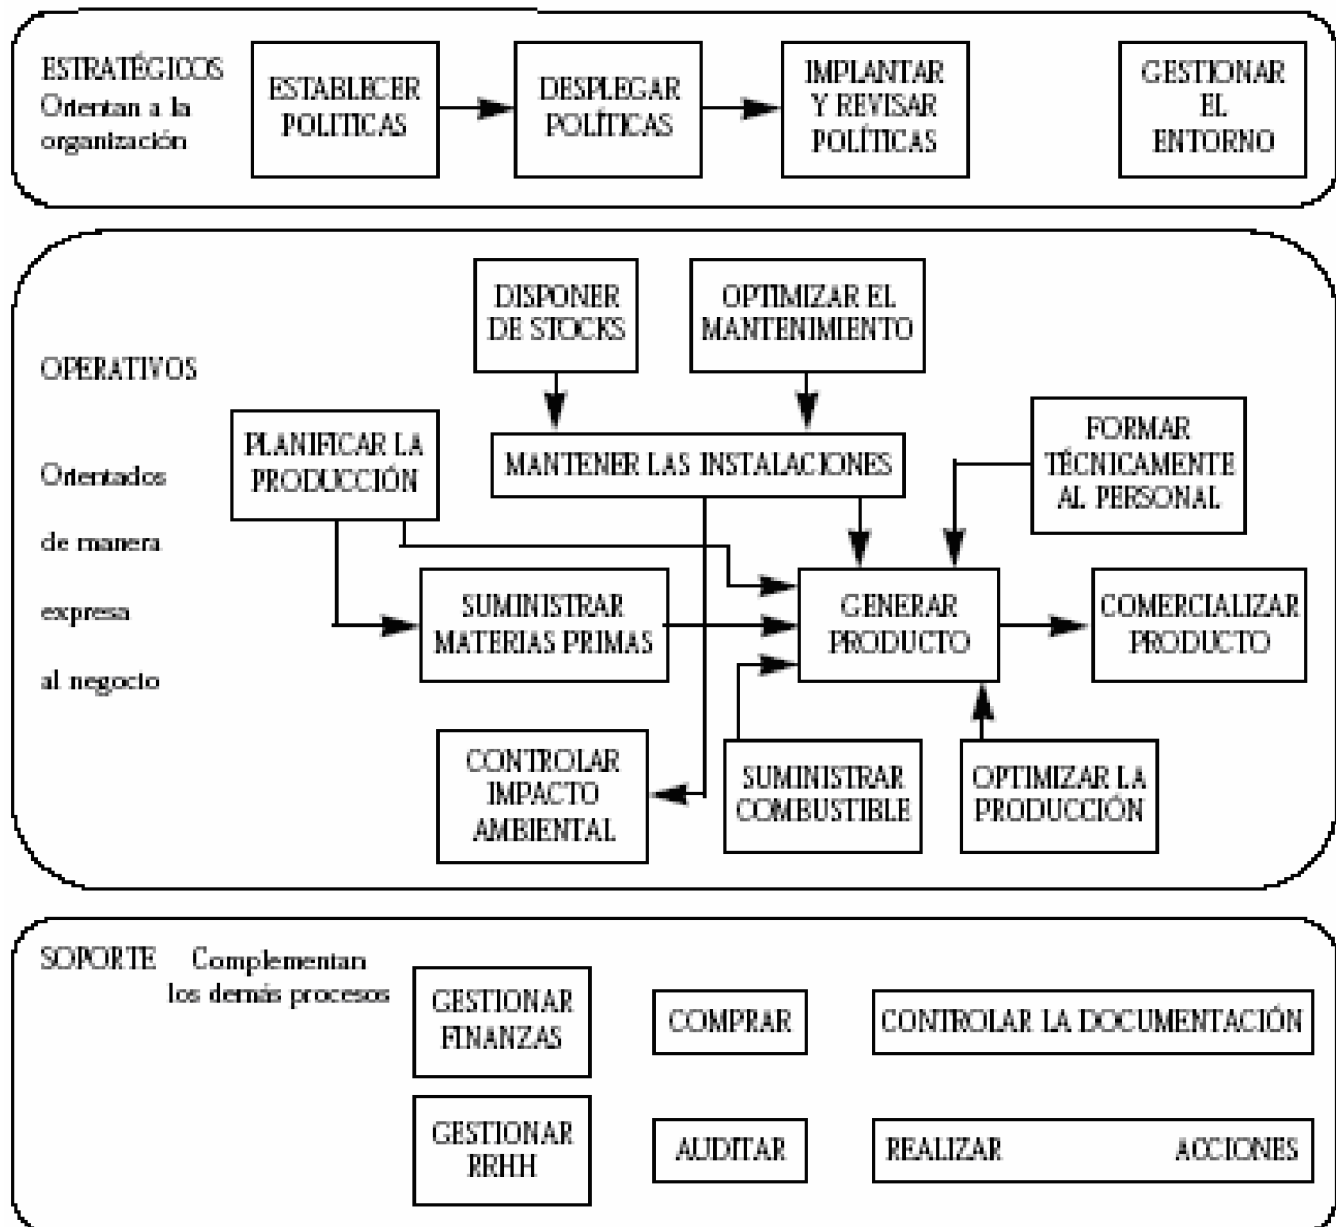 ESTRATÉGICOS
Orientan a la
organización
ESTABLECER
POLITICAS
DESPLEGAR
POLÍTICAS
IMPLANTAR
Y REVISAR
POLÍTICAS
GESTIONAR
EL
ENTORNO
OPERATIVOS
Orientados
de manera
expresa
al negocio
DISPONER
DE STOCKS
OPTIMIZAR EL
MANTENIMIENTO
PLANIFICAR LA
PRODUCCIÓN
MANTENER LAS INSTALACIONES
FORMAR
TÉCNICAMENTE
AL PERSONAL
SUMINISTRAR
MATERIAS PRIMAS
GENERAR
PRODUCTO
COMERCIALIZAR
PRODUCTO
CONTROLAR
IMPACTO
AMBIENTAL
SUMINISTRAR
COMBUSTIBLE
OPTIMIZAR LA
PRODUCCIÓN
SOPORTE Complementan
los demás procesos
GESTIONAR
FINANZAS
COMPRAR
CONTROLAR LA DOCUMENTACIÓN
GESTIONAR
RRHH
AUDITAR
REALIZAR ACCIONES